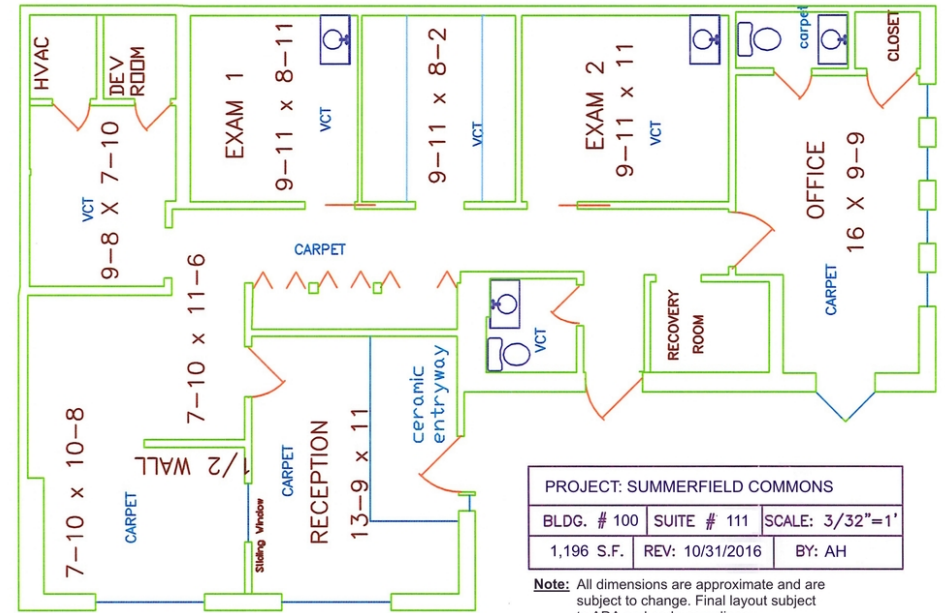 HVAC
DEV
ROOM
EXAM 1
9-11 x 8-11
VCT
9-11 x 8-2
VCT
EXAM 2
9-11 x 11
VCT
carpet
CLOSET
9-8 X 7-10
VCT
OFFICE
16 X 9-9
CARPET
CARPET
7-10 x 11-6
RECOVERY
ROOM
VCT
ceramic
entryway
RECEPTION
13-9 x 11
CARPET
1/2 WALL
7-10 x 10-8
CARPET
Sliding Window
PROJECT: SUMMERFIELD COMMONS
BLDG. # 100 SUITE # 111 SCALE: 3/32"=1'
1,196 S.F. REV: 10/31/2016 BY: AH
Note: All dimensions are approximate and are
subject to change. Final layout subject